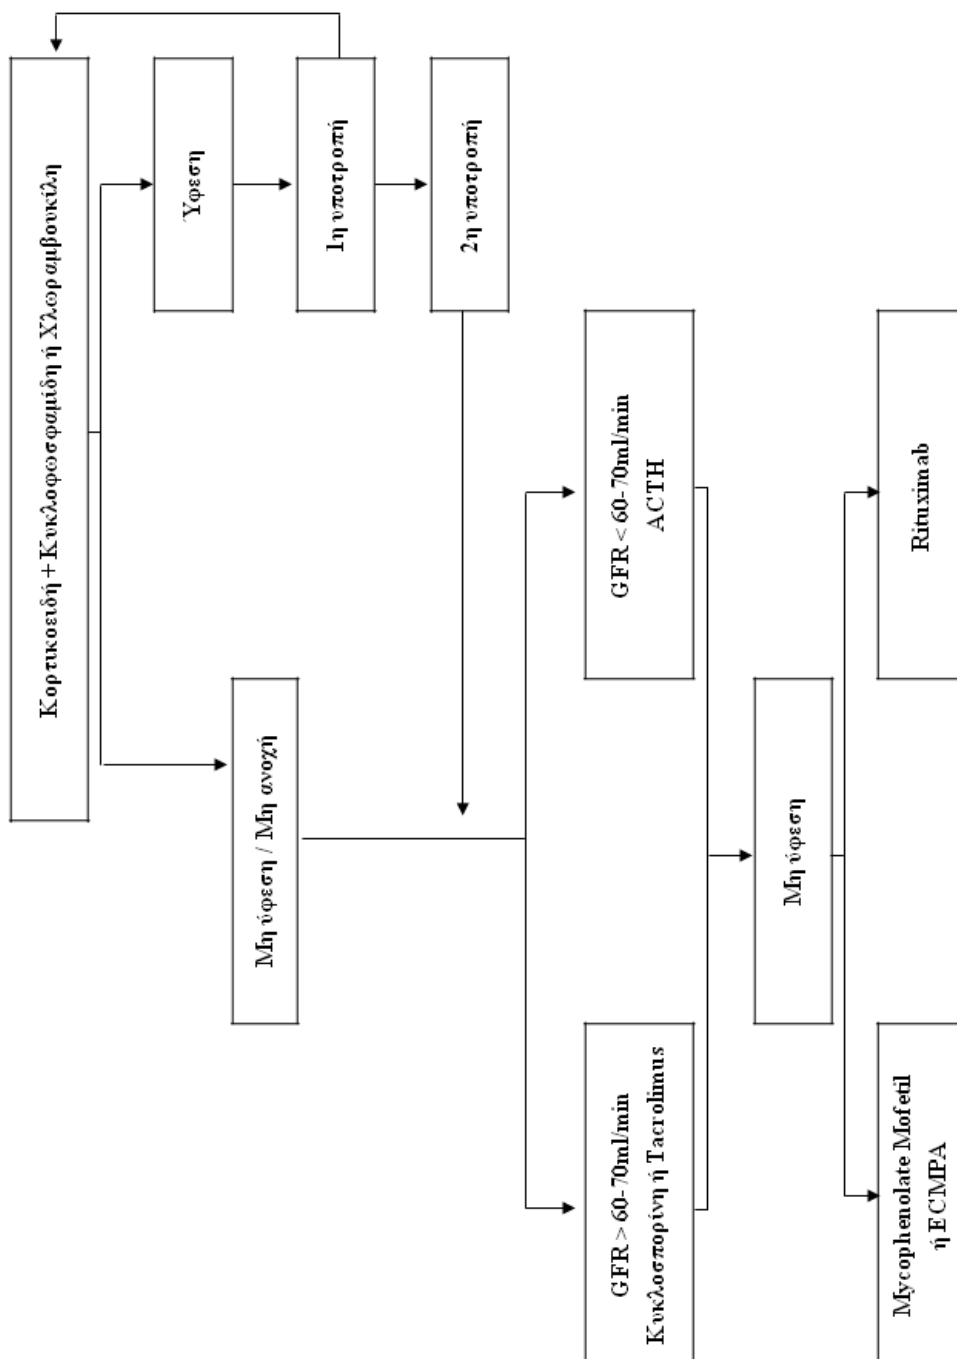 Κορτικοειδή + Κυκλοφωσφαμίδη ή Χλωραμβουκίλη
Μη ύφεση / Μη ανοχή
Ύφεση
1η υποτροπή
2η υποτροπή
GFR > 60-70ml/min
Κυκλοσπορίνη ή Tacrolimus
GFR < 60-70ml/min
ACTH
Μη ύφεση
Mycophenolate Mofetil
ή ECMPA
Rituximab